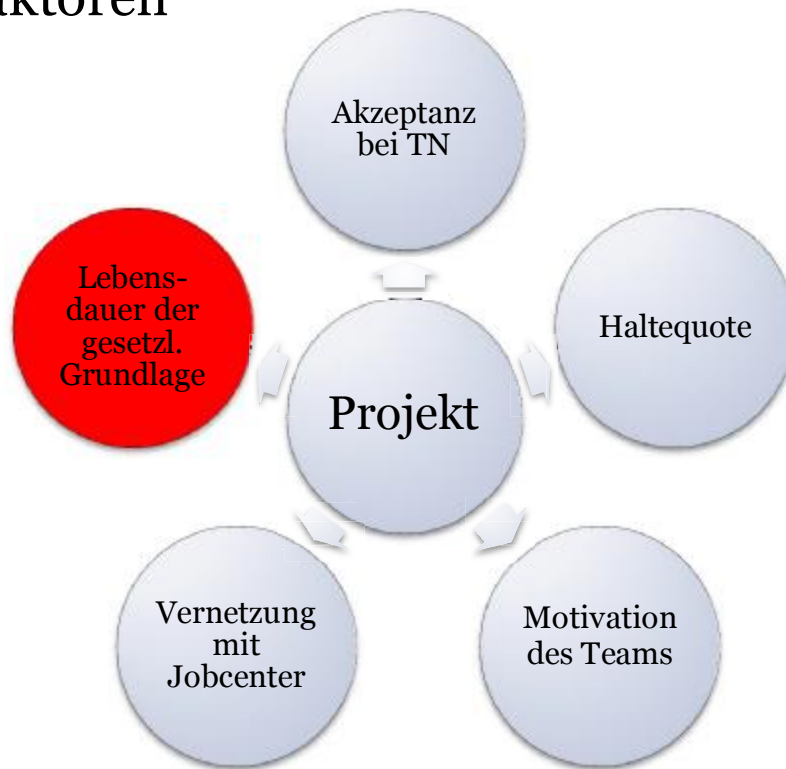 Akzeptanz
bei TN
Lebens-
dauer der
gesetzl.
Grundlage
Haltequote
Projekt
Vernetzung
mit
Jobcenter
Motivation
des Teams